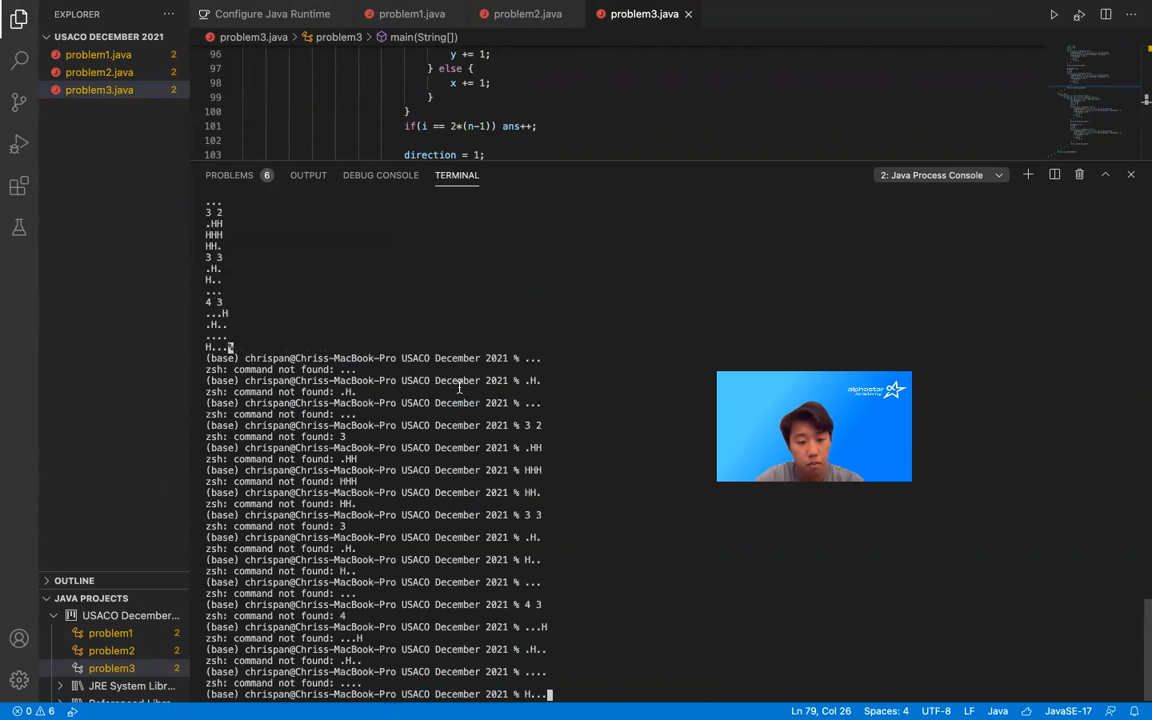 EXPLORER ···
Configure Java Runtime problem1.java problem2.java problem3.java
USACO DECEMBER 2021
problem1.java 2
problem2.java 2
problem3.java 2
problem3.java > problem3 > main(String[])
96 y += 1;
97 } else {
98 x += 1;
99 }
100 }
101 if(i == 2*(n-1)) ans++;
102
103 direction = 1;
PROBLEMS 6 OUTPUT DEBUG CONSOLE TERMINAL 2: Java Process Console
...
3 2
.HH
HHH
HH.
3 3
.H.
H..
...
4 3
...H
.H..
....
H...%
(base) chrispan@Chriss-MacBook-Pro USACO December 2021 % ...
zsh: command not found: ...
(base) chrispan@Chriss-MacBook-Pro USACO December 2021 % .H.
zsh: command not found: .H.
(base) chrispan@Chriss-MacBook-Pro USACO December 2021 % ...
zsh: command not found: ...
(base) chrispan@Chriss-MacBook-Pro USACO December 2021 % 3 2
zsh: command not found: 3
(base) chrispan@Chriss-MacBook-Pro USACO December 2021 % .HH
zsh: command not found: .HH
(base) chrispan@Chriss-MacBook-Pro USACO December 2021 % HHH
zsh: command not found: HHH
(base) chrispan@Chriss-MacBook-Pro USACO December 2021 % HH.
zsh: command not found: HH.
(base) chrispan@Chriss-MacBook-Pro USACO December 2021 % 3 3
zsh: command not found: 3
(base) chrispan@Chriss-MacBook-Pro USACO December 2021 % .H.
zsh: command not found: .H.
(base) chrispan@Chriss-MacBook-Pro USACO December 2021 % H..
zsh: command not found: H..
(base) chrispan@Chriss-MacBook-Pro USACO December 2021 % ...
zsh: command not found: ...
(base) chrispan@Chriss-MacBook-Pro USACO December 2021 % 4 3
zsh: command not found: 4
(base) chrispan@Chriss-MacBook-Pro USACO December 2021 % ...H
zsh: command not found: ...H
(base) chrispan@Chriss-MacBook-Pro USACO December 2021 % .H..
zsh: command not found: .H..
(base) chrispan@Chriss-MacBook-Pro USACO December 2021 % ....
zsh: command not found: ....
(base) chrispan@Chriss-MacBook-Pro USACO December 2021 % H...
alphastar
Academy
OUTLINE
JAVA PROJECTS
USACO December...
problem1 2
problem2 2
problem3 2
JRE System Libr...
0 6 Ln 79, Col 26 Spaces: 4 UTF-8 LF Java JavaSE-17